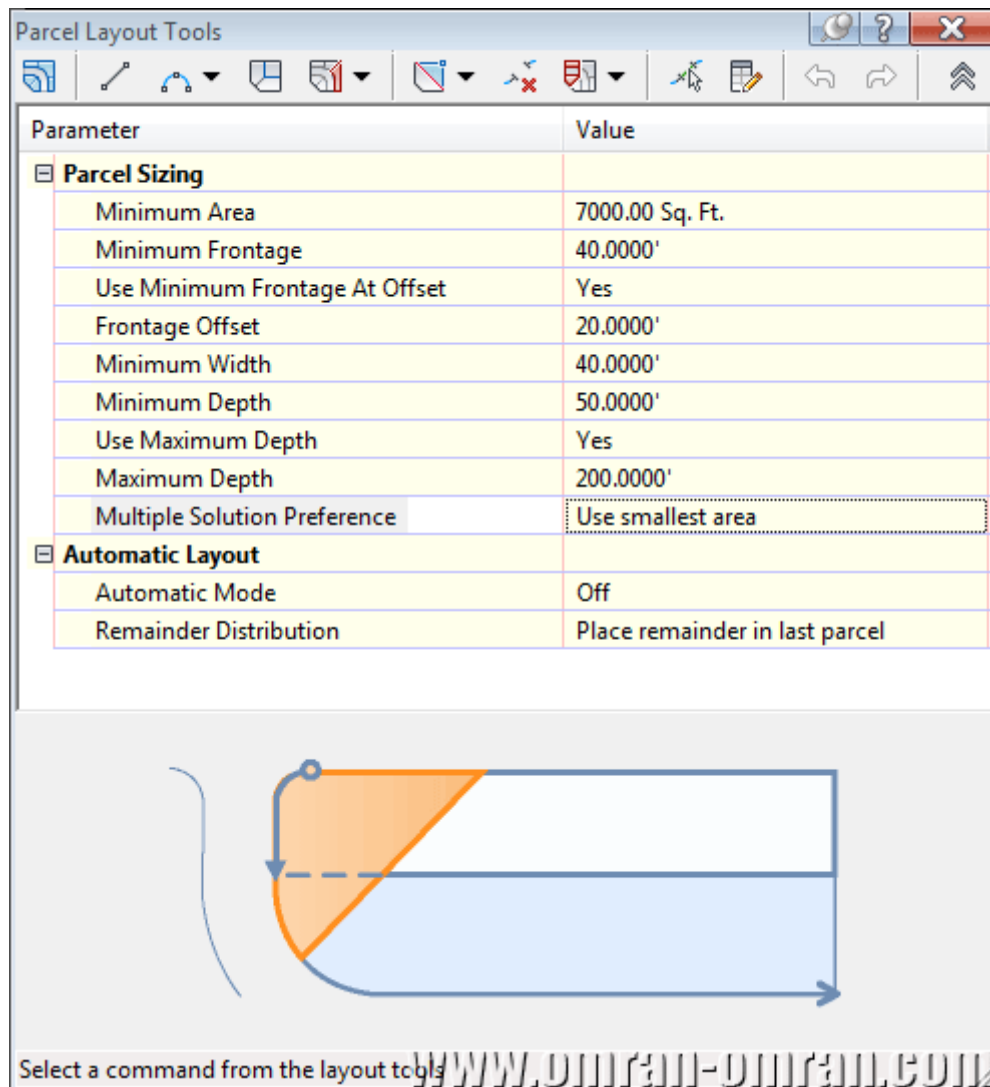 Parcel Layout Tools
Parameter Value
Parcel Sizing
Minimum Area 7000.00 Sq. Ft.
Minimum Frontage 40.0000'
Use Minimum Frontage At Offset Yes
Frontage Offset 20.0000'
Minimum Width 40.0000'
Minimum Depth 50.0000'
Use Maximum Depth Yes
Maximum Depth 200.0000'
Multiple Solution Preference Use smallest area
Automatic Layout
Automatic Mode Off
Remainder Distribution Place remainder in last parcel
Select a command from the layout tools
www.omran-omran.com